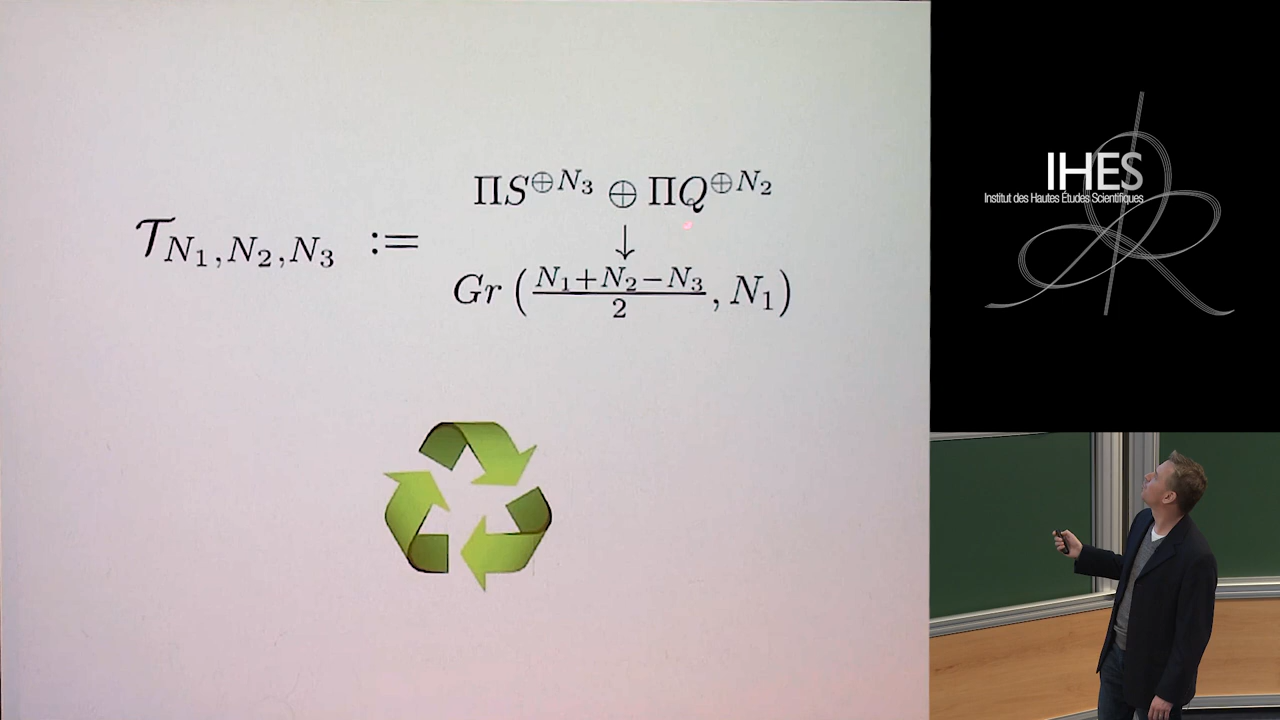 ΠS^{⊕N_3} ⊕ ΠQ^{⊕N_2}
𝒯_{N_1,N_2,N_3} :=
↓
Gr ( \frac{N_1+N_2−N_3}{2} , N_1 )
IHES
Institut des Hautes Études Scientifiques